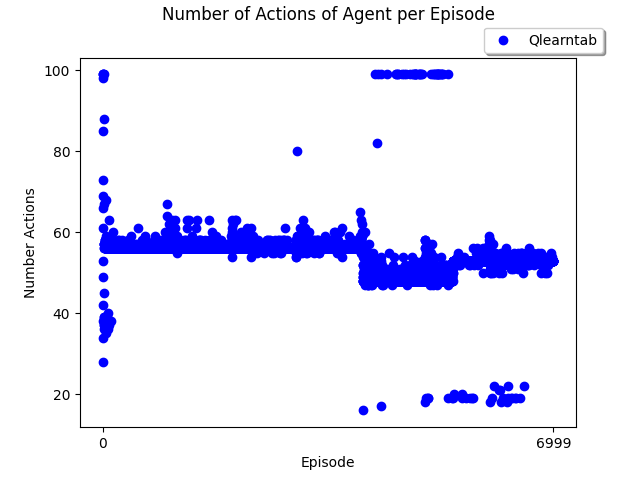 Number of Actions of Agent per Episode
Qlearntab
100
80
60
40
20
Number Actions
0
6999
Episode